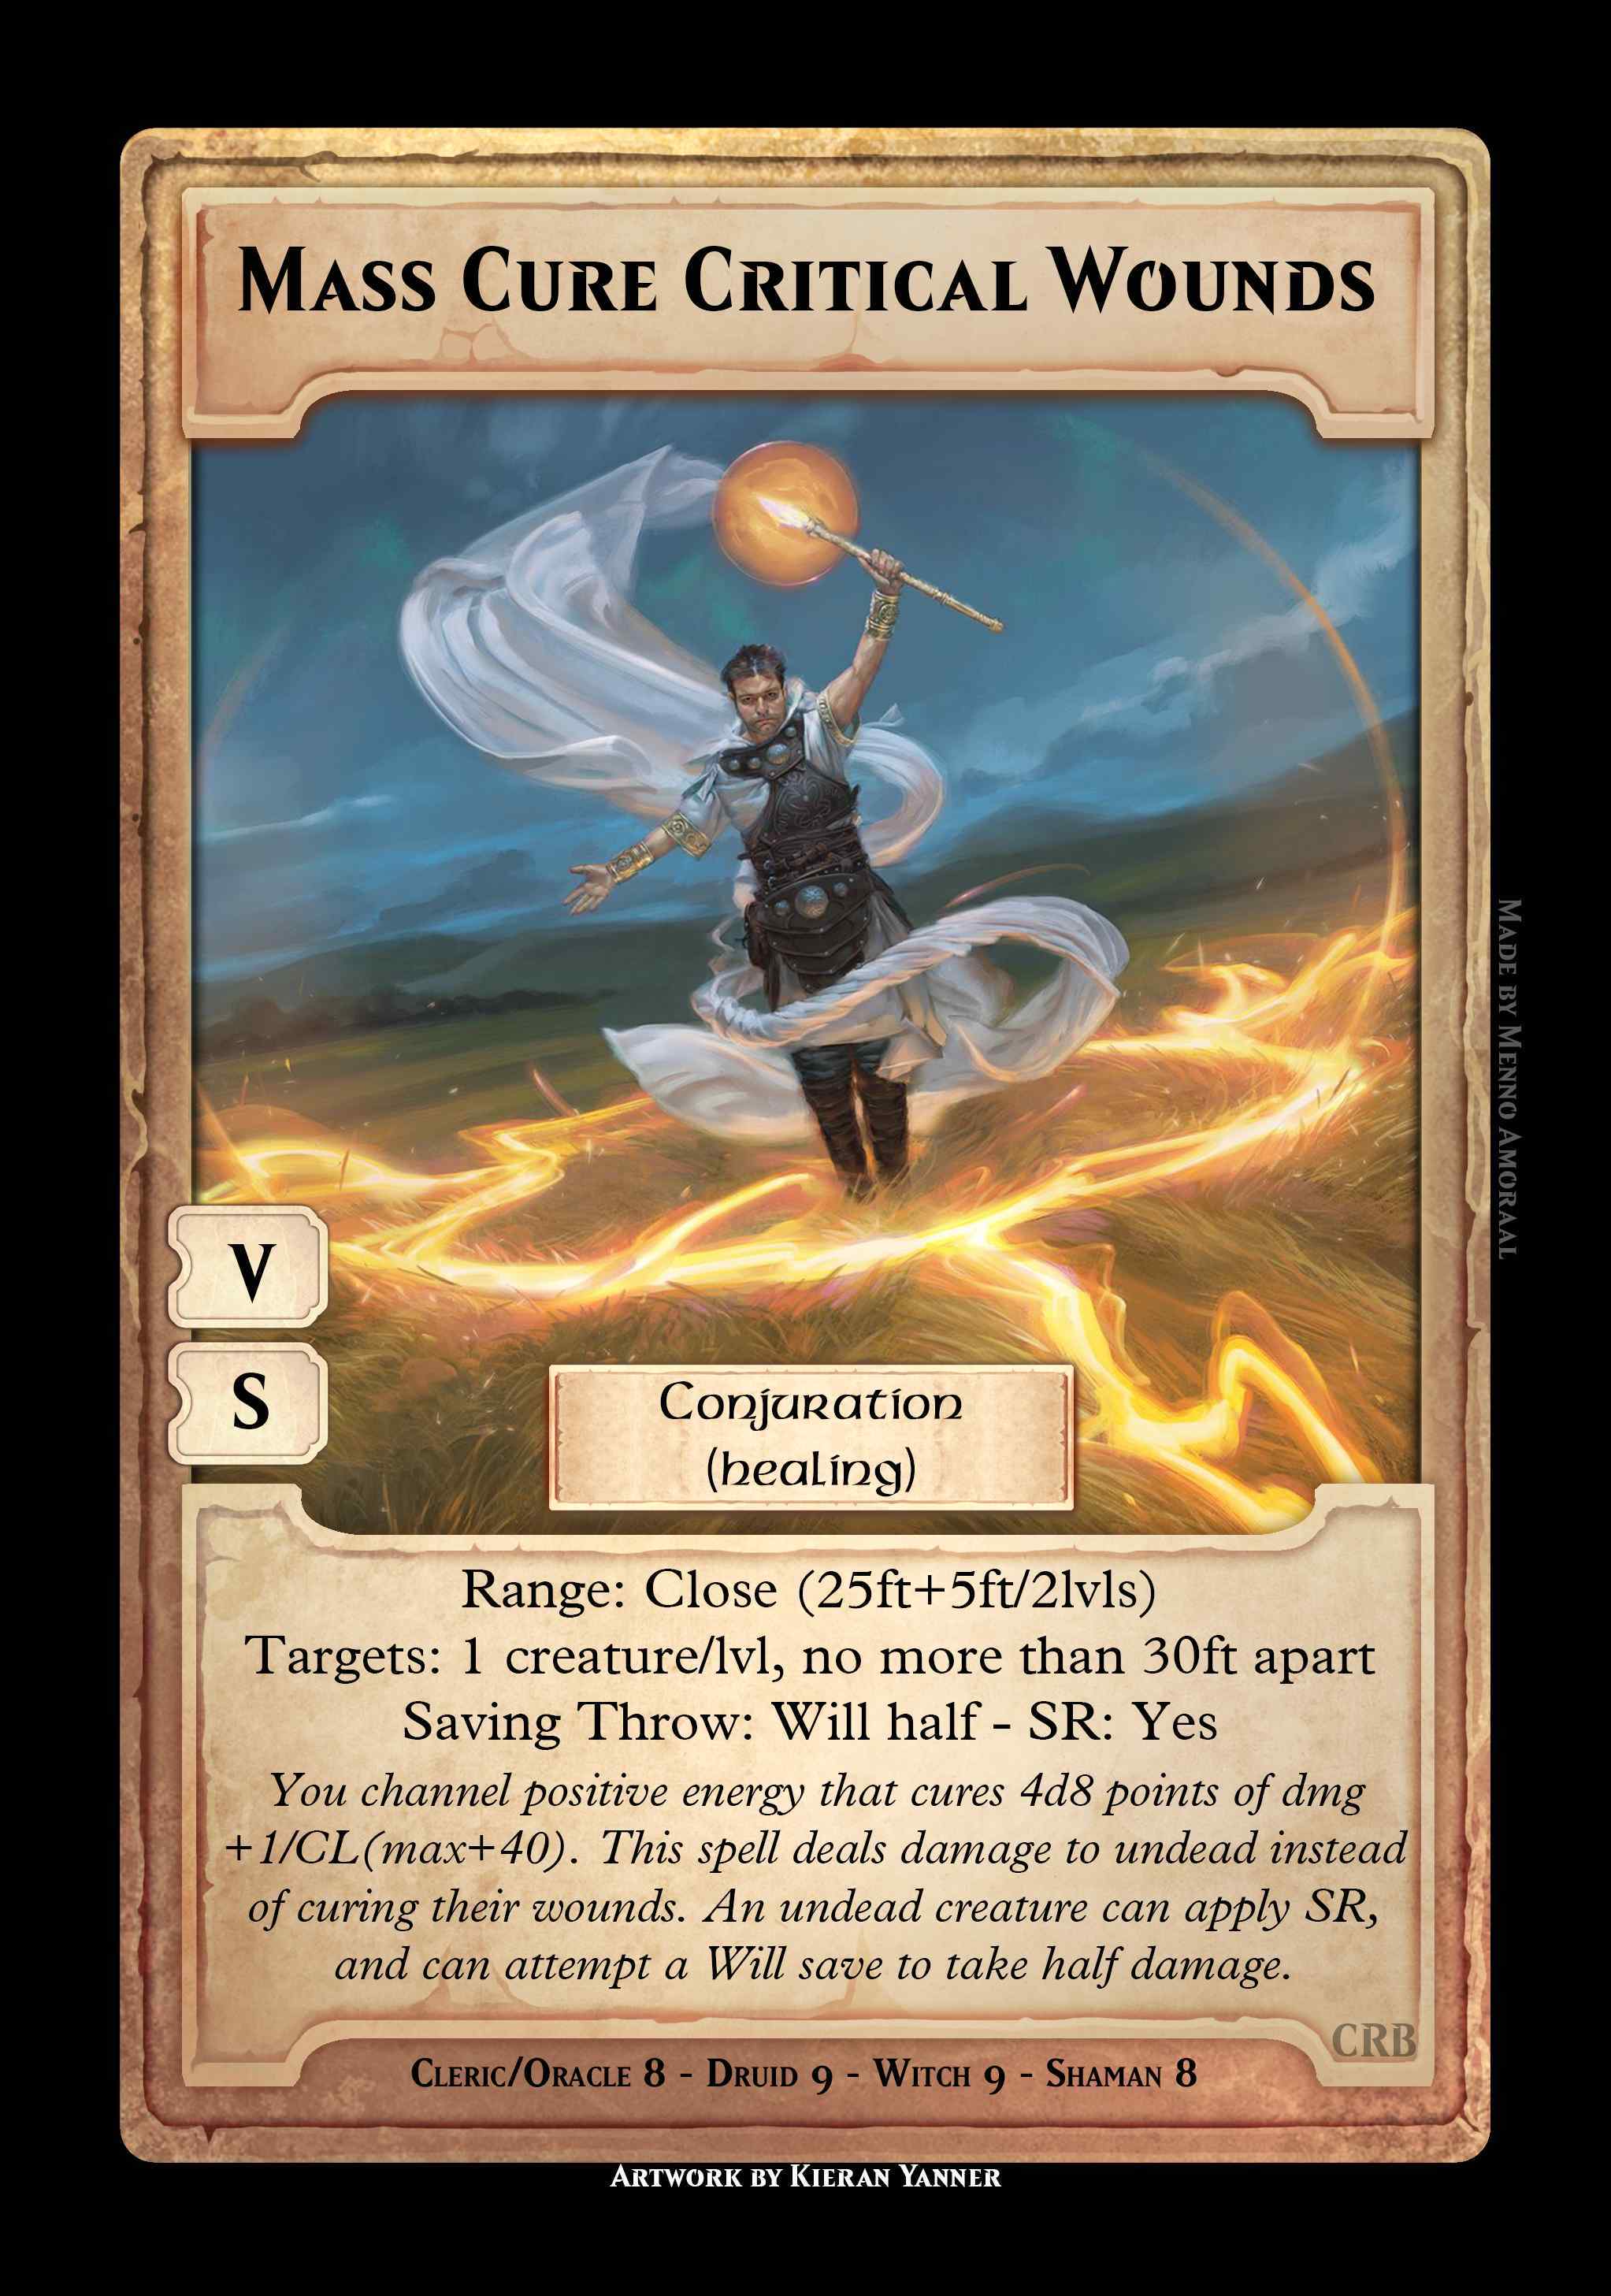 Mass Cure Critical Wounds
V
S
Conjuration
(healing)
Range: Close (25ft+5ft/2lvls)
Targets: 1 creature/lvl, no more than 30ft apart
Saving Throw: Will half - SR: Yes
You channel positive energy that cures 4d8 points of dmg
+1/CL(max+40). This spell deals damage to undead instead
of curing their wounds. An undead creature can apply SR,
and can attempt a Will save to take half damage.
CRB
Cleric/Oracle 8 - Druid 9 - Witch 9 - Shaman 8
Artwork by Kieran Yanner
Made by Menno Amoraal